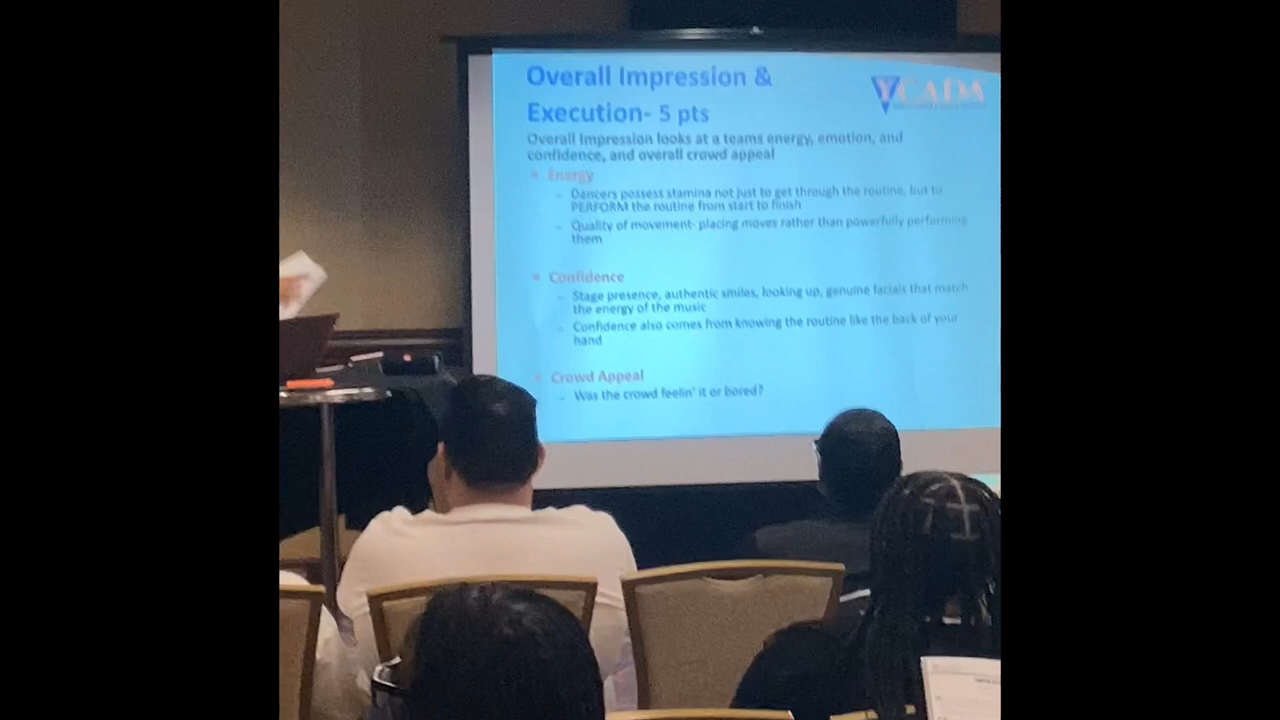 Overall Impression &
Execution- 5 pts
YCADA
Overall Impression looks at a teams energy, emotion, and
confidence, and overall crowd appeal
Energy
- Dancers possess stamina not just to get through the routine, but to
PERFORM the routine from start to finish
- Quality of movement- placing moves rather than powerfully performing
them
Confidence
- Stage presence, authentic smiles, looking up, genuine facials that match
the energy of the music
- Confidence also comes from knowing the routine like the back of your
hand
Crowd Appeal
- Was the crowd feelin' it or bored?